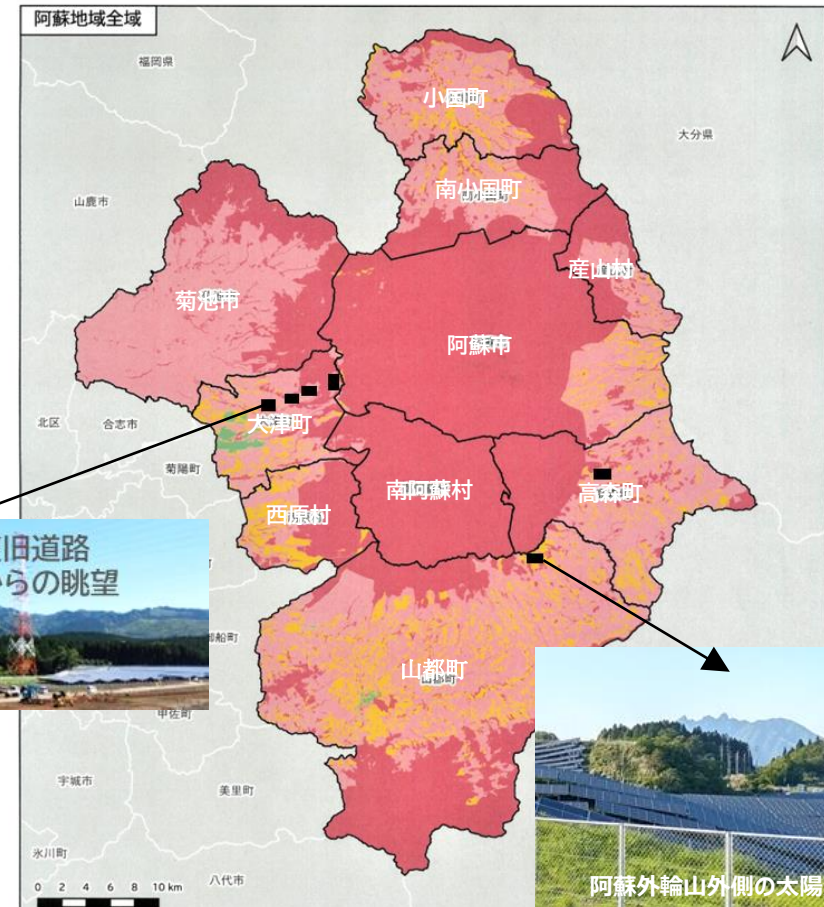 阿蘇地域全域
福岡県
小国町
大分県
山鹿市
南小国町
産山村
菊池市
阿蘇市
北区
合志市
大津町
菊陽町
南阿蘇村
高森町
西原村
旧道路
らの眺望
山都町
甲佐町
宇城市
美里町
氷川町
八代市
0 2 4 6 8 10 km
阿蘇外輪山外側の太陽